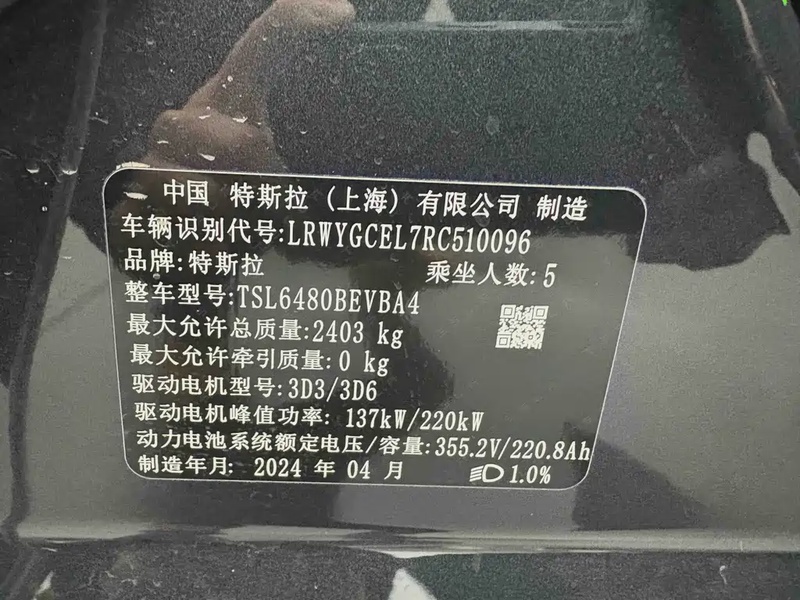 中国 特斯拉 (上海) 有限公司 制造
车辆识别代号:LRWYGCEL7RC510096
品牌:特斯拉 乘坐人数:5
整车型号:TSL6480BEVBA4
最大允许总质量:2403 kg
最大允许牵引质量:0 kg
驱动电机型号:3D3/3D6
驱动电机峰值功率: 137kW/220kW
动力电池系统额定电压/容量:355.2V/220.8Ah
制造年月: 2024 年 04 月 1.0%